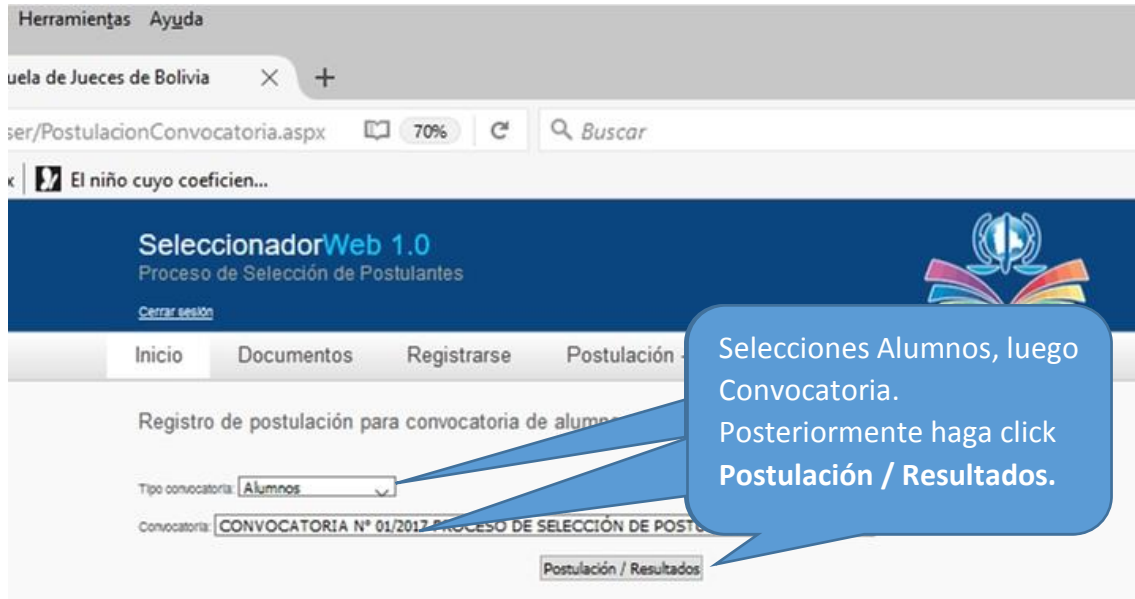 Herramientas Ayuda
uela de Jueces de Bolivia
ser/PostulacionConvocatoria.aspx 70% Buscar
x El niño cuyo coeficien...
SeleccionadorWeb 1.0
Proceso de Selección de Postulantes
Cerrar sesión
Inicio Documentos Registrarse Postulación
Registro de postulación para convocatoria de alumno
Tipo convocatoria: Alumnos
Convocatoria: CONVOCATORIA N° 01/2017 PROCESO DE SELECCIÓN DE POSTU
Postulación / Resultados
Selecciones Alumnos, luego
Convocatoria.
Posteriormente haga click
Postulación / Resultados.